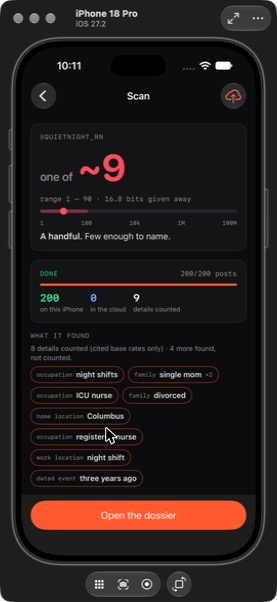 iPhone 18 Pro
iOS 27.2
10:11
Scan
@QUIETNIGHT_RN
one of ~9
range 1 — 90 · 16.8 bits given away
1 100 10k 1M 100M
A handful. Few enough to name.
DONE 200/200 posts
200 0 9
on this iPhone in the cloud details counted
WHAT IT FOUND
8 details counted (cited base rates only) · 4 more found,
not counted.
occupation night shifts family single mom ×2
occupation ICU nurse family divorced
home location Columbus
occupation nurse
work location night shift
dated event three years ago
Open the dossier